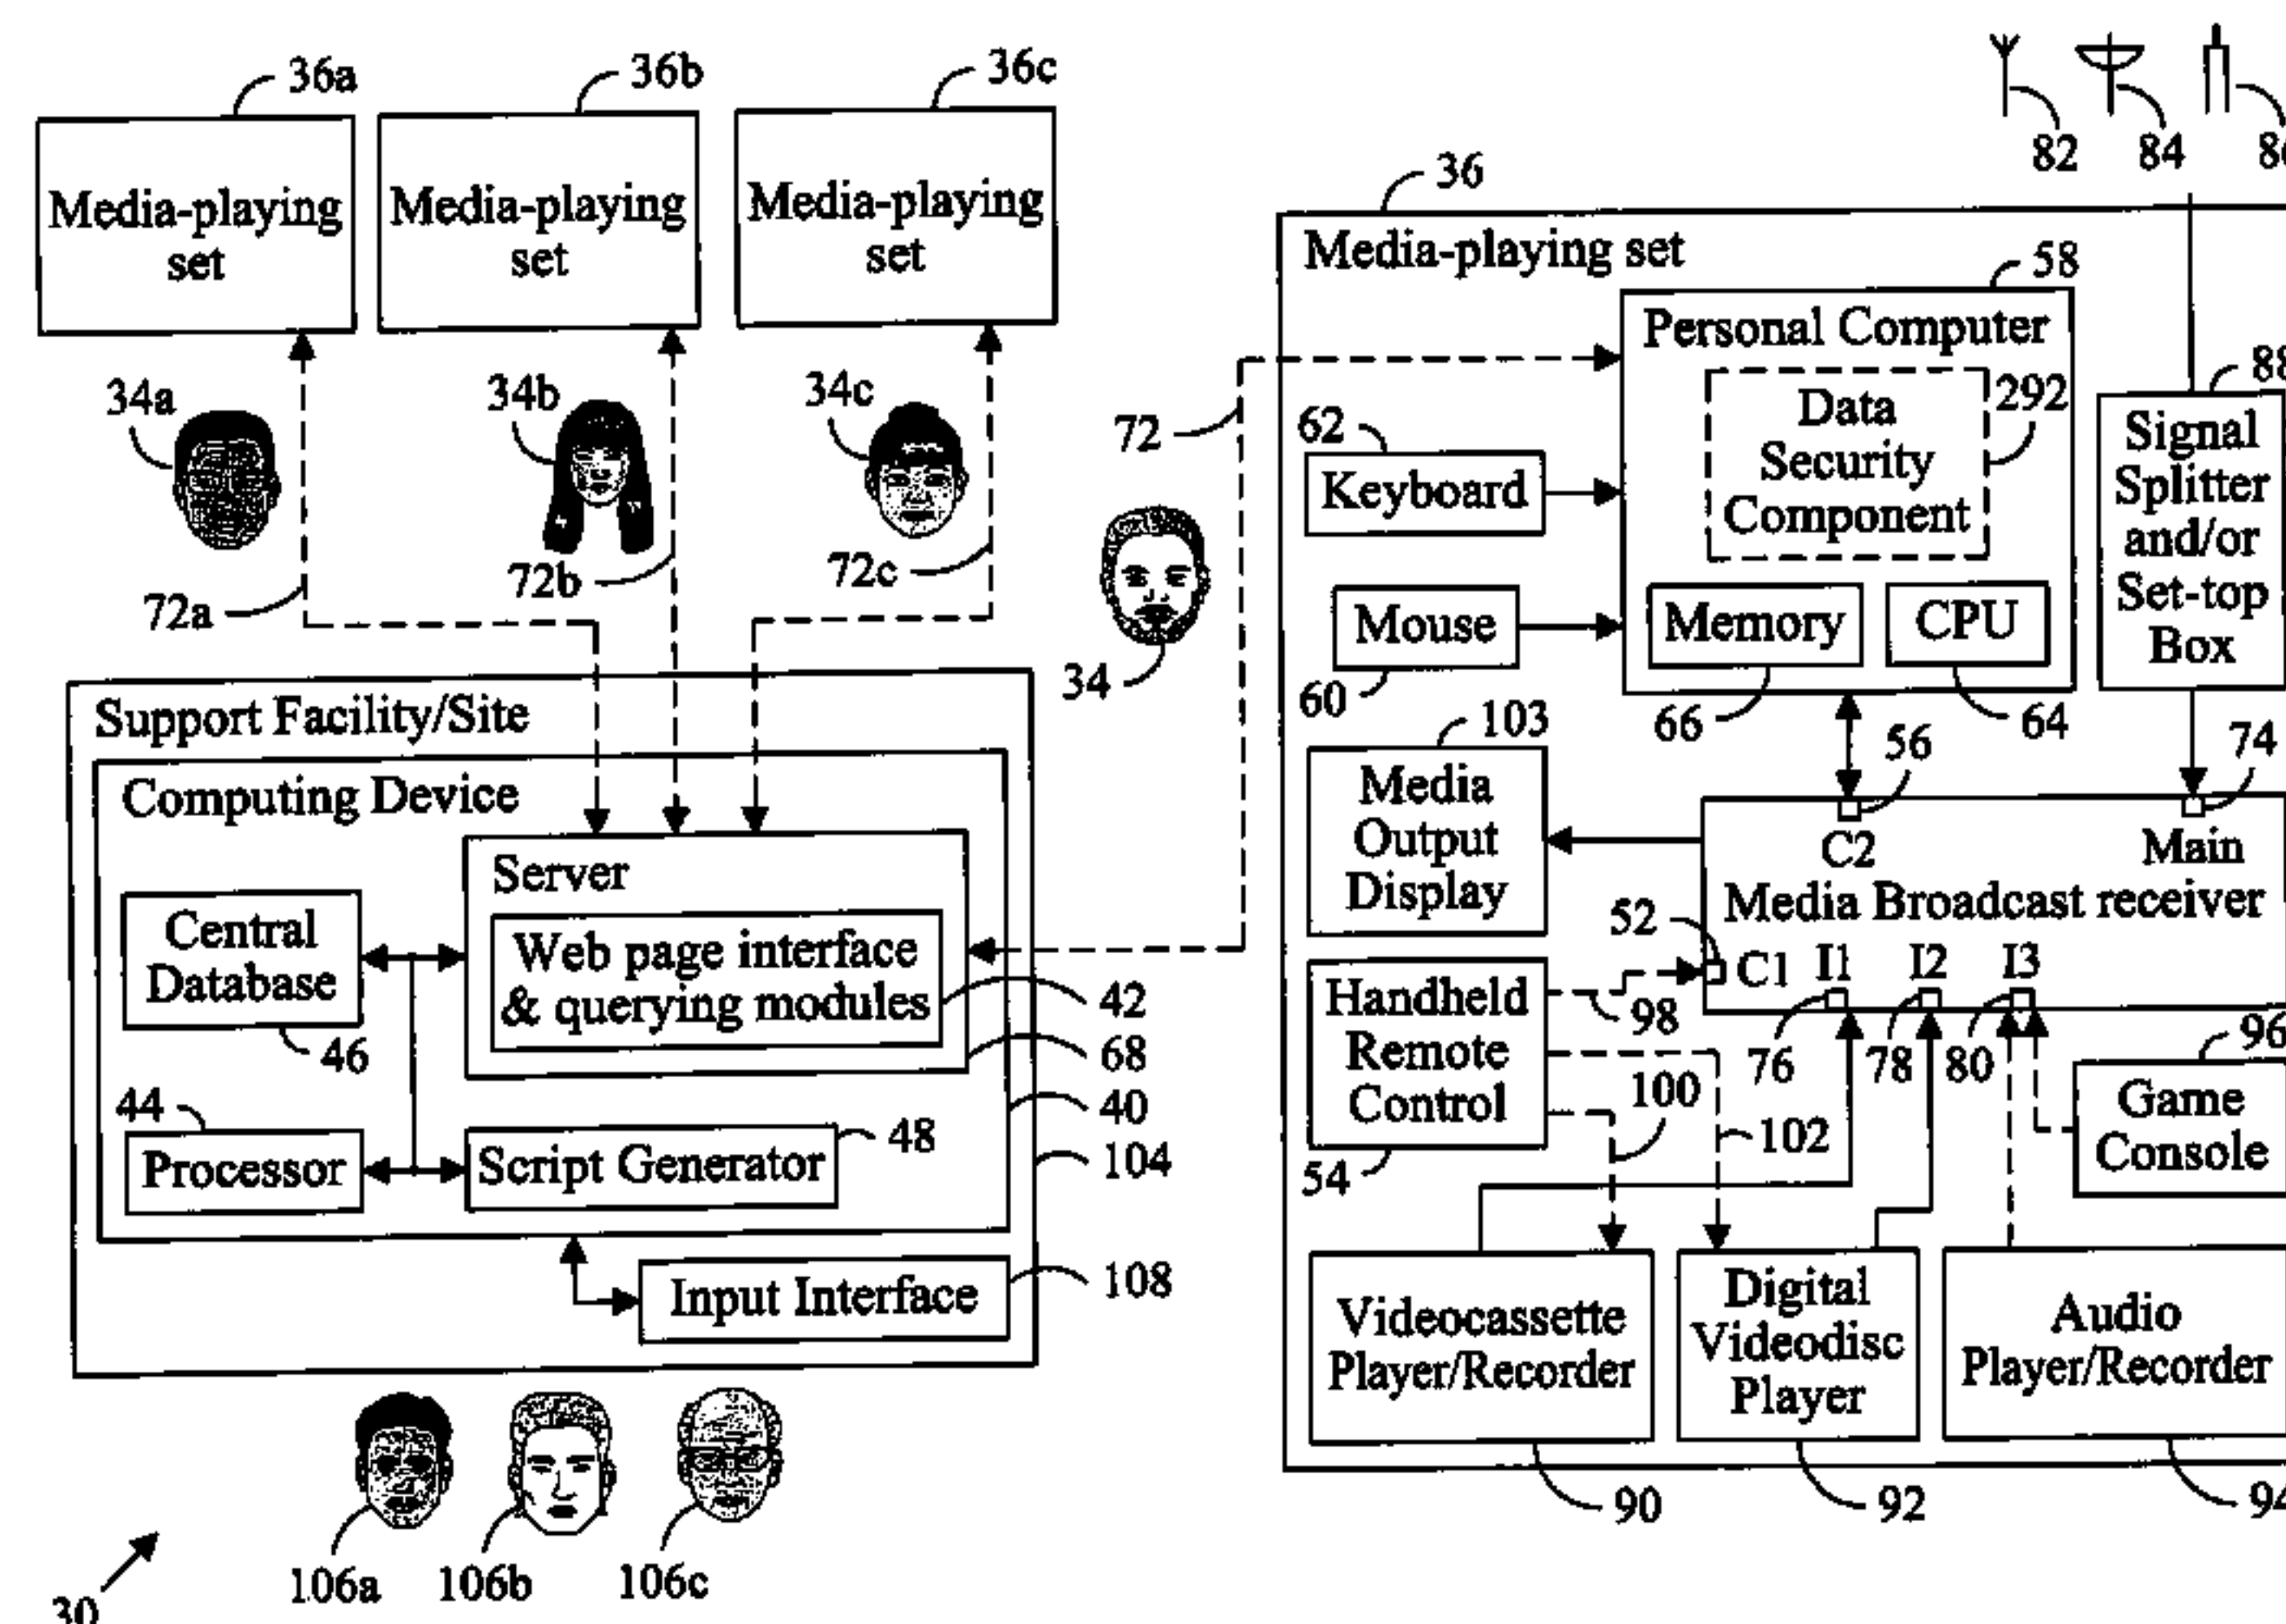 36a
36b
36c
Media-playing
set
Media-playing
set
Media-playing
set
34a
34b
34c
72a
72b
72c
72
34
Support Facility/Site
Computing Device
Server
Web page interface
& querying modules
Central
Database
46
42
68
40
104
44
Processor
Script Generator
48
Input Interface
108
106a
106b
106c
30
82
84
36
Media-playing set
58
Personal Computer
Data
Security
Component
292
62
Keyboard
Mouse
60
Memory
CPU
66
64
88
Signal
Splitter
and/or
Set-top
Box
74
103
Media
Output
Display
56
C2
Main
Media Broadcast receiver
52
C1
I1
I2
I3
Handheld
Remote
Control
54
98
100
102
76
78
80
96
Game
Console
Videocassette
Player/Recorder
90
Digital
Videodisc
Player
92
Audio
Player/Recorder
94